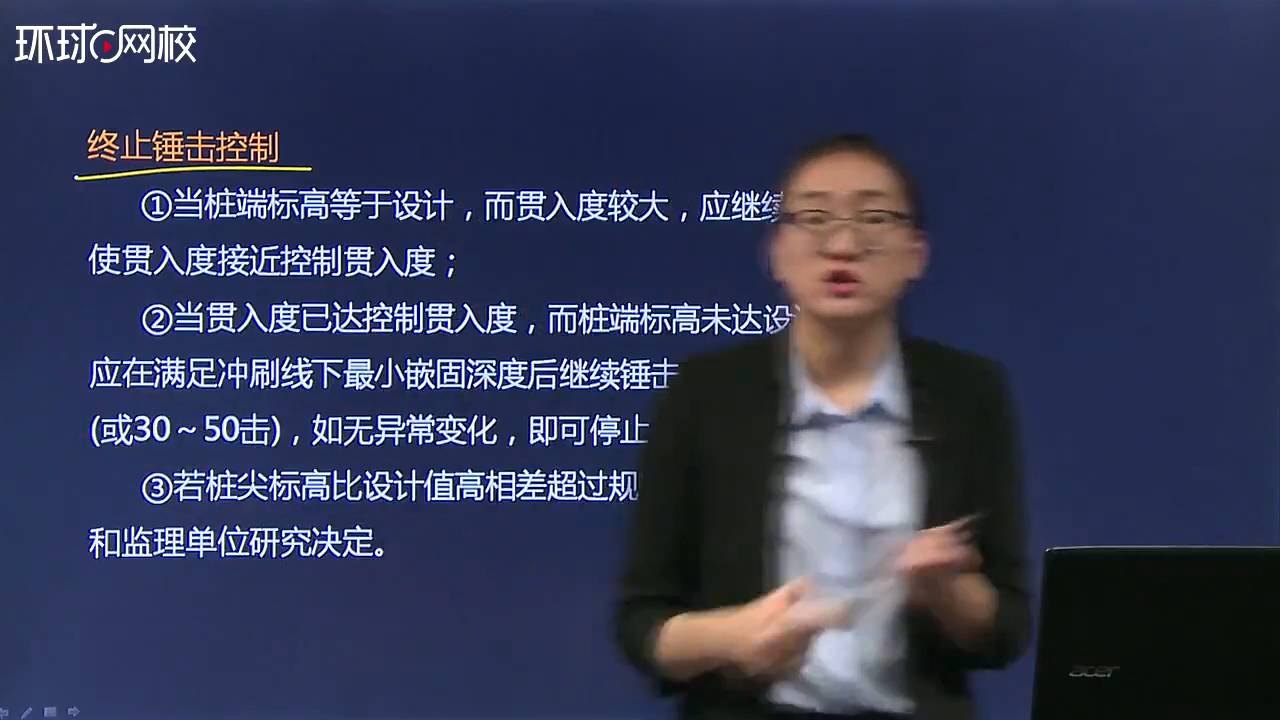 环球网校
终止锤击控制
①当桩端标高等于设计，而贯入度较大，应继续
使贯入度接近控制贯入度；
②当贯入度已达控制贯入度，而桩端标高未达设
应在满足冲刷线下最小嵌固深度后继续锤击
(或30～50击)，如无异常变化，即可停止
③若桩尖标高比设计值高相差超过规
和监理单位研究决定。
acer